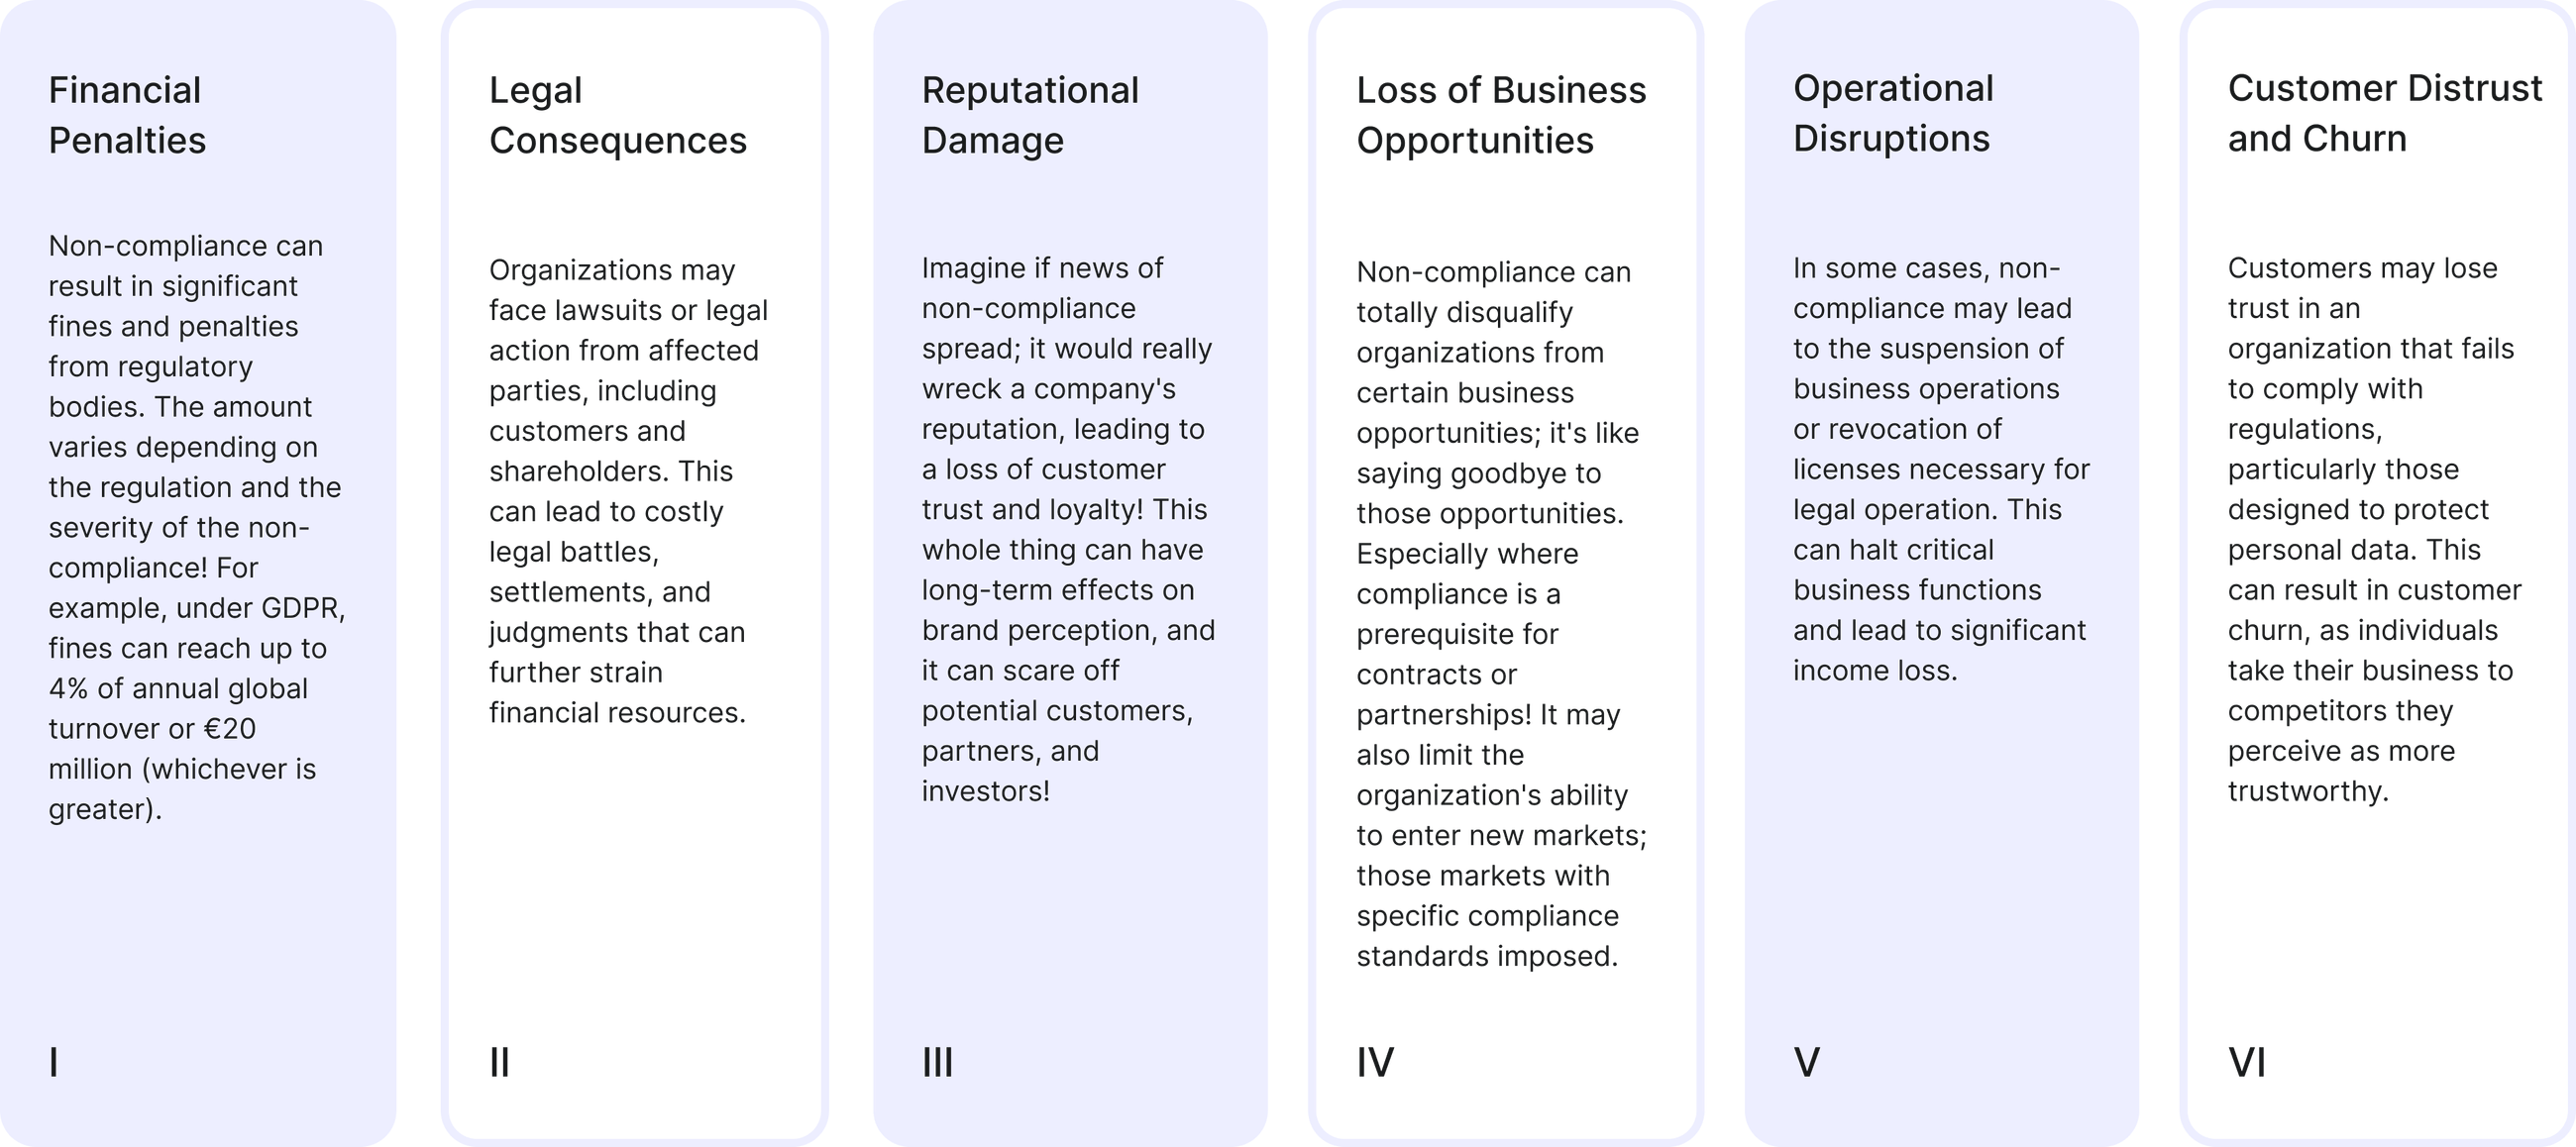 Financial
Penalties
Non-compliance can
result in significant
fines and penalties
from regulatory
bodies. The amount
varies depending on
the regulation and the
severity of the non-
compliance! For
example, under GDPR,
fines can reach up to
4% of annual global
turnover or €20
million (whichever is
greater).
I
Legal
Consequences
Organizations may
face lawsuits or legal
action from affected
parties, including
customers and
shareholders. This
can lead to costly
legal battles,
settlements, and
judgments that can
further strain
financial resources.
II
Reputational
Damage
Imagine if news of
non-compliance
spread; it would really
wreck a company's
reputation, leading to
a loss of customer
trust and loyalty! This
whole thing can have
long-term effects on
brand perception, and
it can scare off
potential customers,
partners, and
investors!
III
Loss of Business
Opportunities
Non-compliance can
totally disqualify
organizations from
certain business
opportunities; it's like
saying goodbye to
those opportunities.
Especially where
compliance is a
prerequisite for
contracts or
partnerships! It may
also limit the
organization's ability
to enter new markets;
those markets with
specific compliance
standards imposed.
IV
Operational
Disruptions
In some cases, non-
compliance may lead
to the suspension of
business operations
or revocation of
licenses necessary for
legal operation. This
can halt critical
business functions
and lead to significant
income loss.
V
Customer Distrust
and Churn
Customers may lose
trust in an
organization that fails
to comply with
regulations,
particularly those
designed to protect
personal data. This
can result in customer
churn, as individuals
take their business to
competitors they
perceive as more
trustworthy.
VI